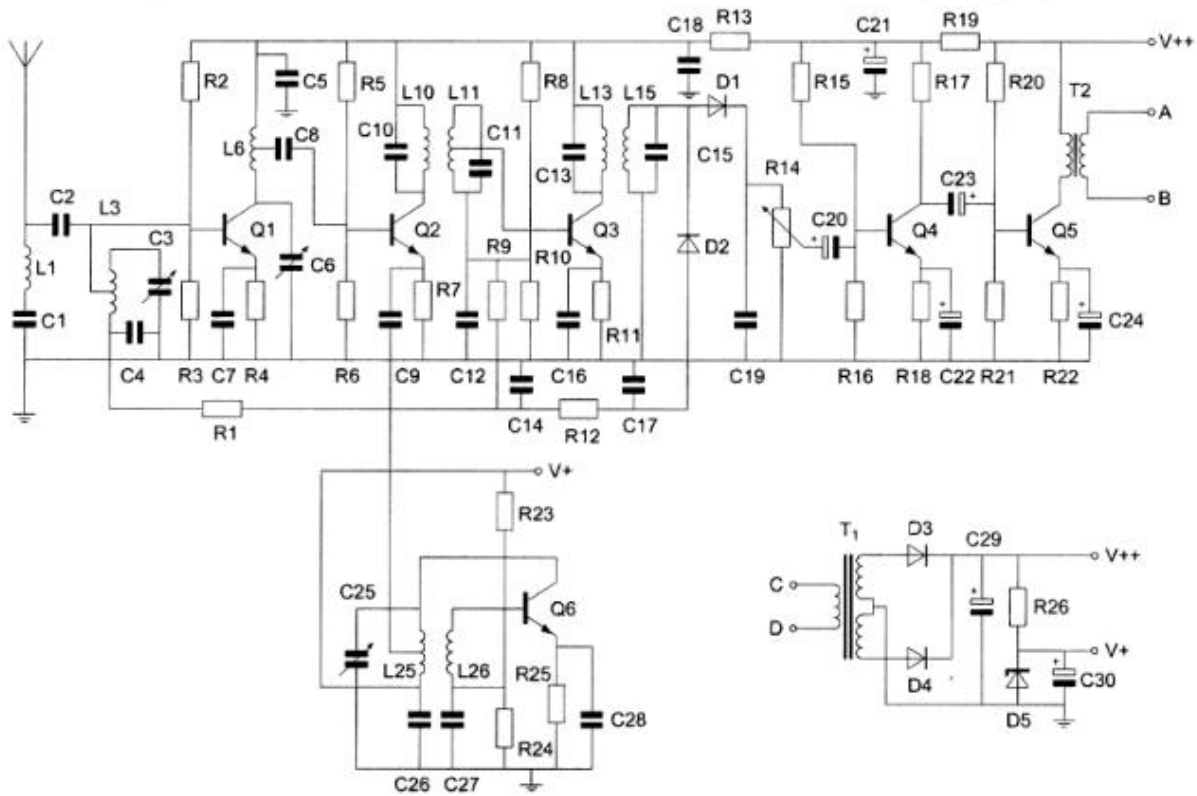 C18 R13 C21 R19
V++
R2 C5 R5 L10 L11 R8 L13 L15 D1 R15 R17 R20 T2
L6 C8 C10 C11 C13 C15 A
C2 L3 R14 C23 B
C3 Q1 Q2 R9 Q3 D2 C20 Q4 Q5
L1 C6 R10
R7
C1 R11 C24
C4 R3 C7 R4 R6 C9 C12 C16 C19 R16 R18 C22 R21 R22
R1 C14 R12 C17
V+
R23
T1 D3 C29 V++
C25 Q6 C
D R26
L25 L26 R25 V+
D4 C30
C28 D5
R24
C26 C27